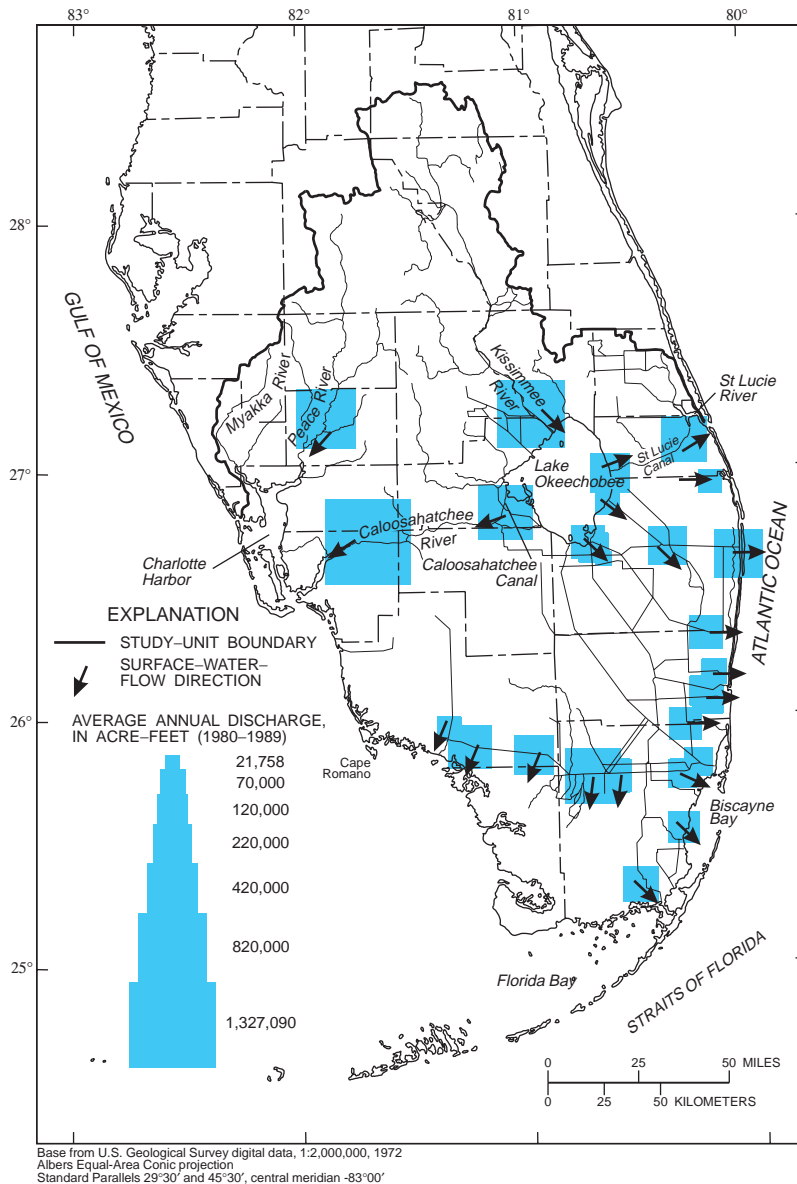 83°
82°
81°
80°
28°
27°
26°
25°
GULF OF MEXICO
Myakka River
Peace River
Kissimmee
River
St Lucie
River
St Lucie
Canal
Lake
Okeechobee
Caloosahatchee
River
Caloosahatchee
Canal
Charlotte
Harbor
ATLANTIC OCEAN
EXPLANATION
STUDY–UNIT BOUNDARY
SURFACE–WATER–
FLOW DIRECTION
AVERAGE ANNUAL DISCHARGE,
IN ACRE–FEET (1980–1989)
21,758
70,000
120,000
220,000
420,000
820,000
1,327,090
Cape
Romano
Biscayne
Bay
Florida Bay
STRAITS OF FLORIDA
0 25 50 MILES
0 25 50 KILOMETERS
Base from U.S. Geological Survey digital data, 1:2,000,000, 1972
Albers Equal-Area Conic projection
Standard Parallels 29°30′ and 45°30′, central meridian -83°00′